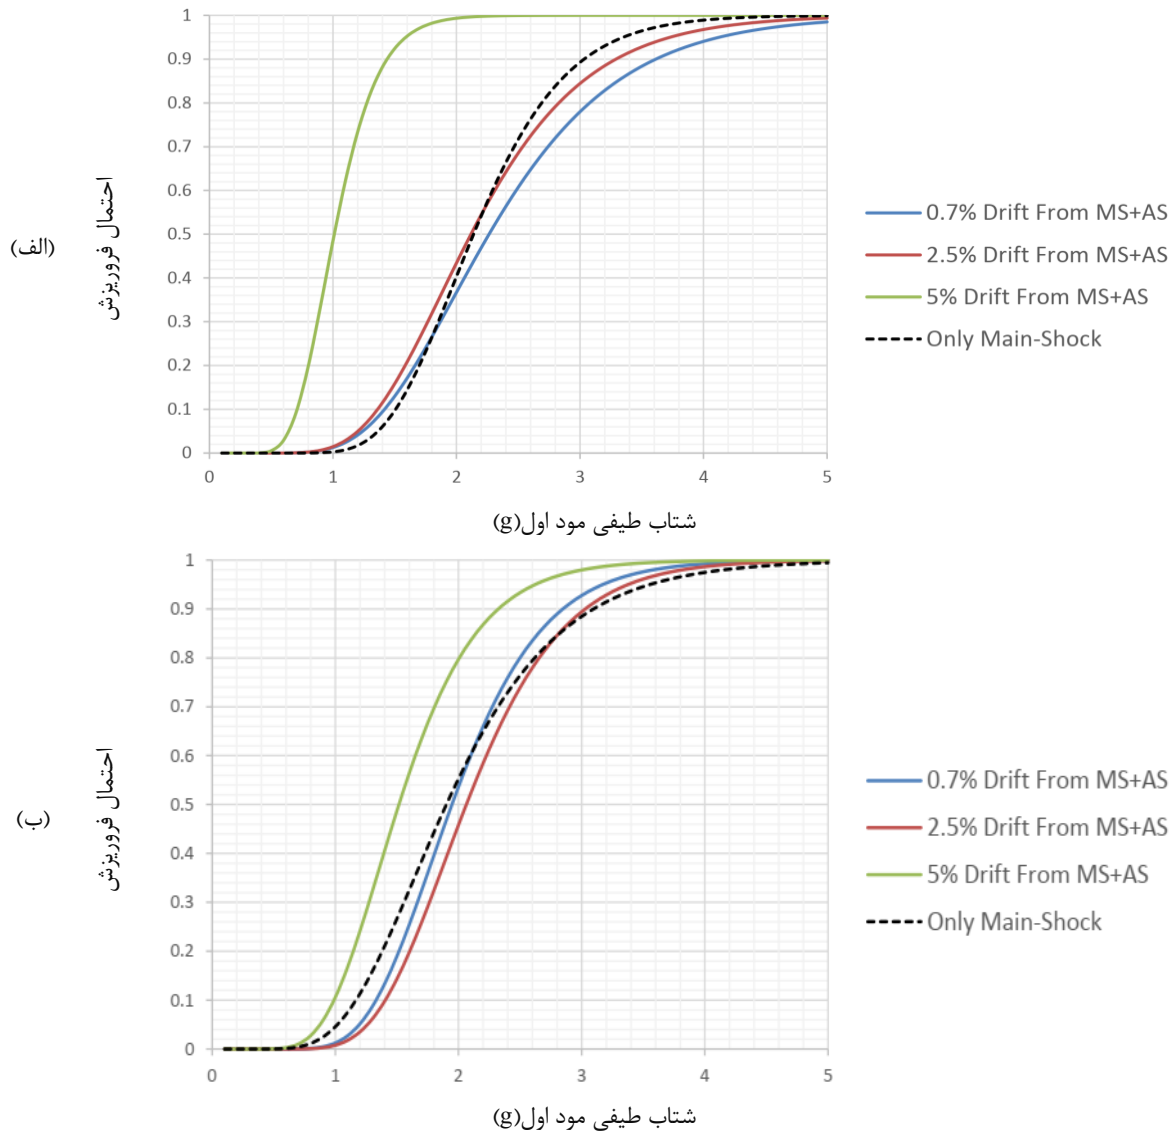 1
0.9
0.8
0.7
0.6
0.5
0.4
0.3
0.2
0.1
0
0 1 2 3 4 5
احتمال فروریزش
(الف)
شتاب طیفی مود اول(g)
0.7% Drift From MS+AS
2.5% Drift From MS+AS
5% Drift From MS+AS
Only Main-Shock
1
0.9
0.8
0.7
0.6
0.5
0.4
0.3
0.2
0.1
0
0 1 2 3 4 5
احتمال فروریزش
(ب)
شتاب طیفی مود اول(g)
0.7% Drift From MS+AS
2.5% Drift From MS+AS
5% Drift From MS+AS
Only Main-Shock